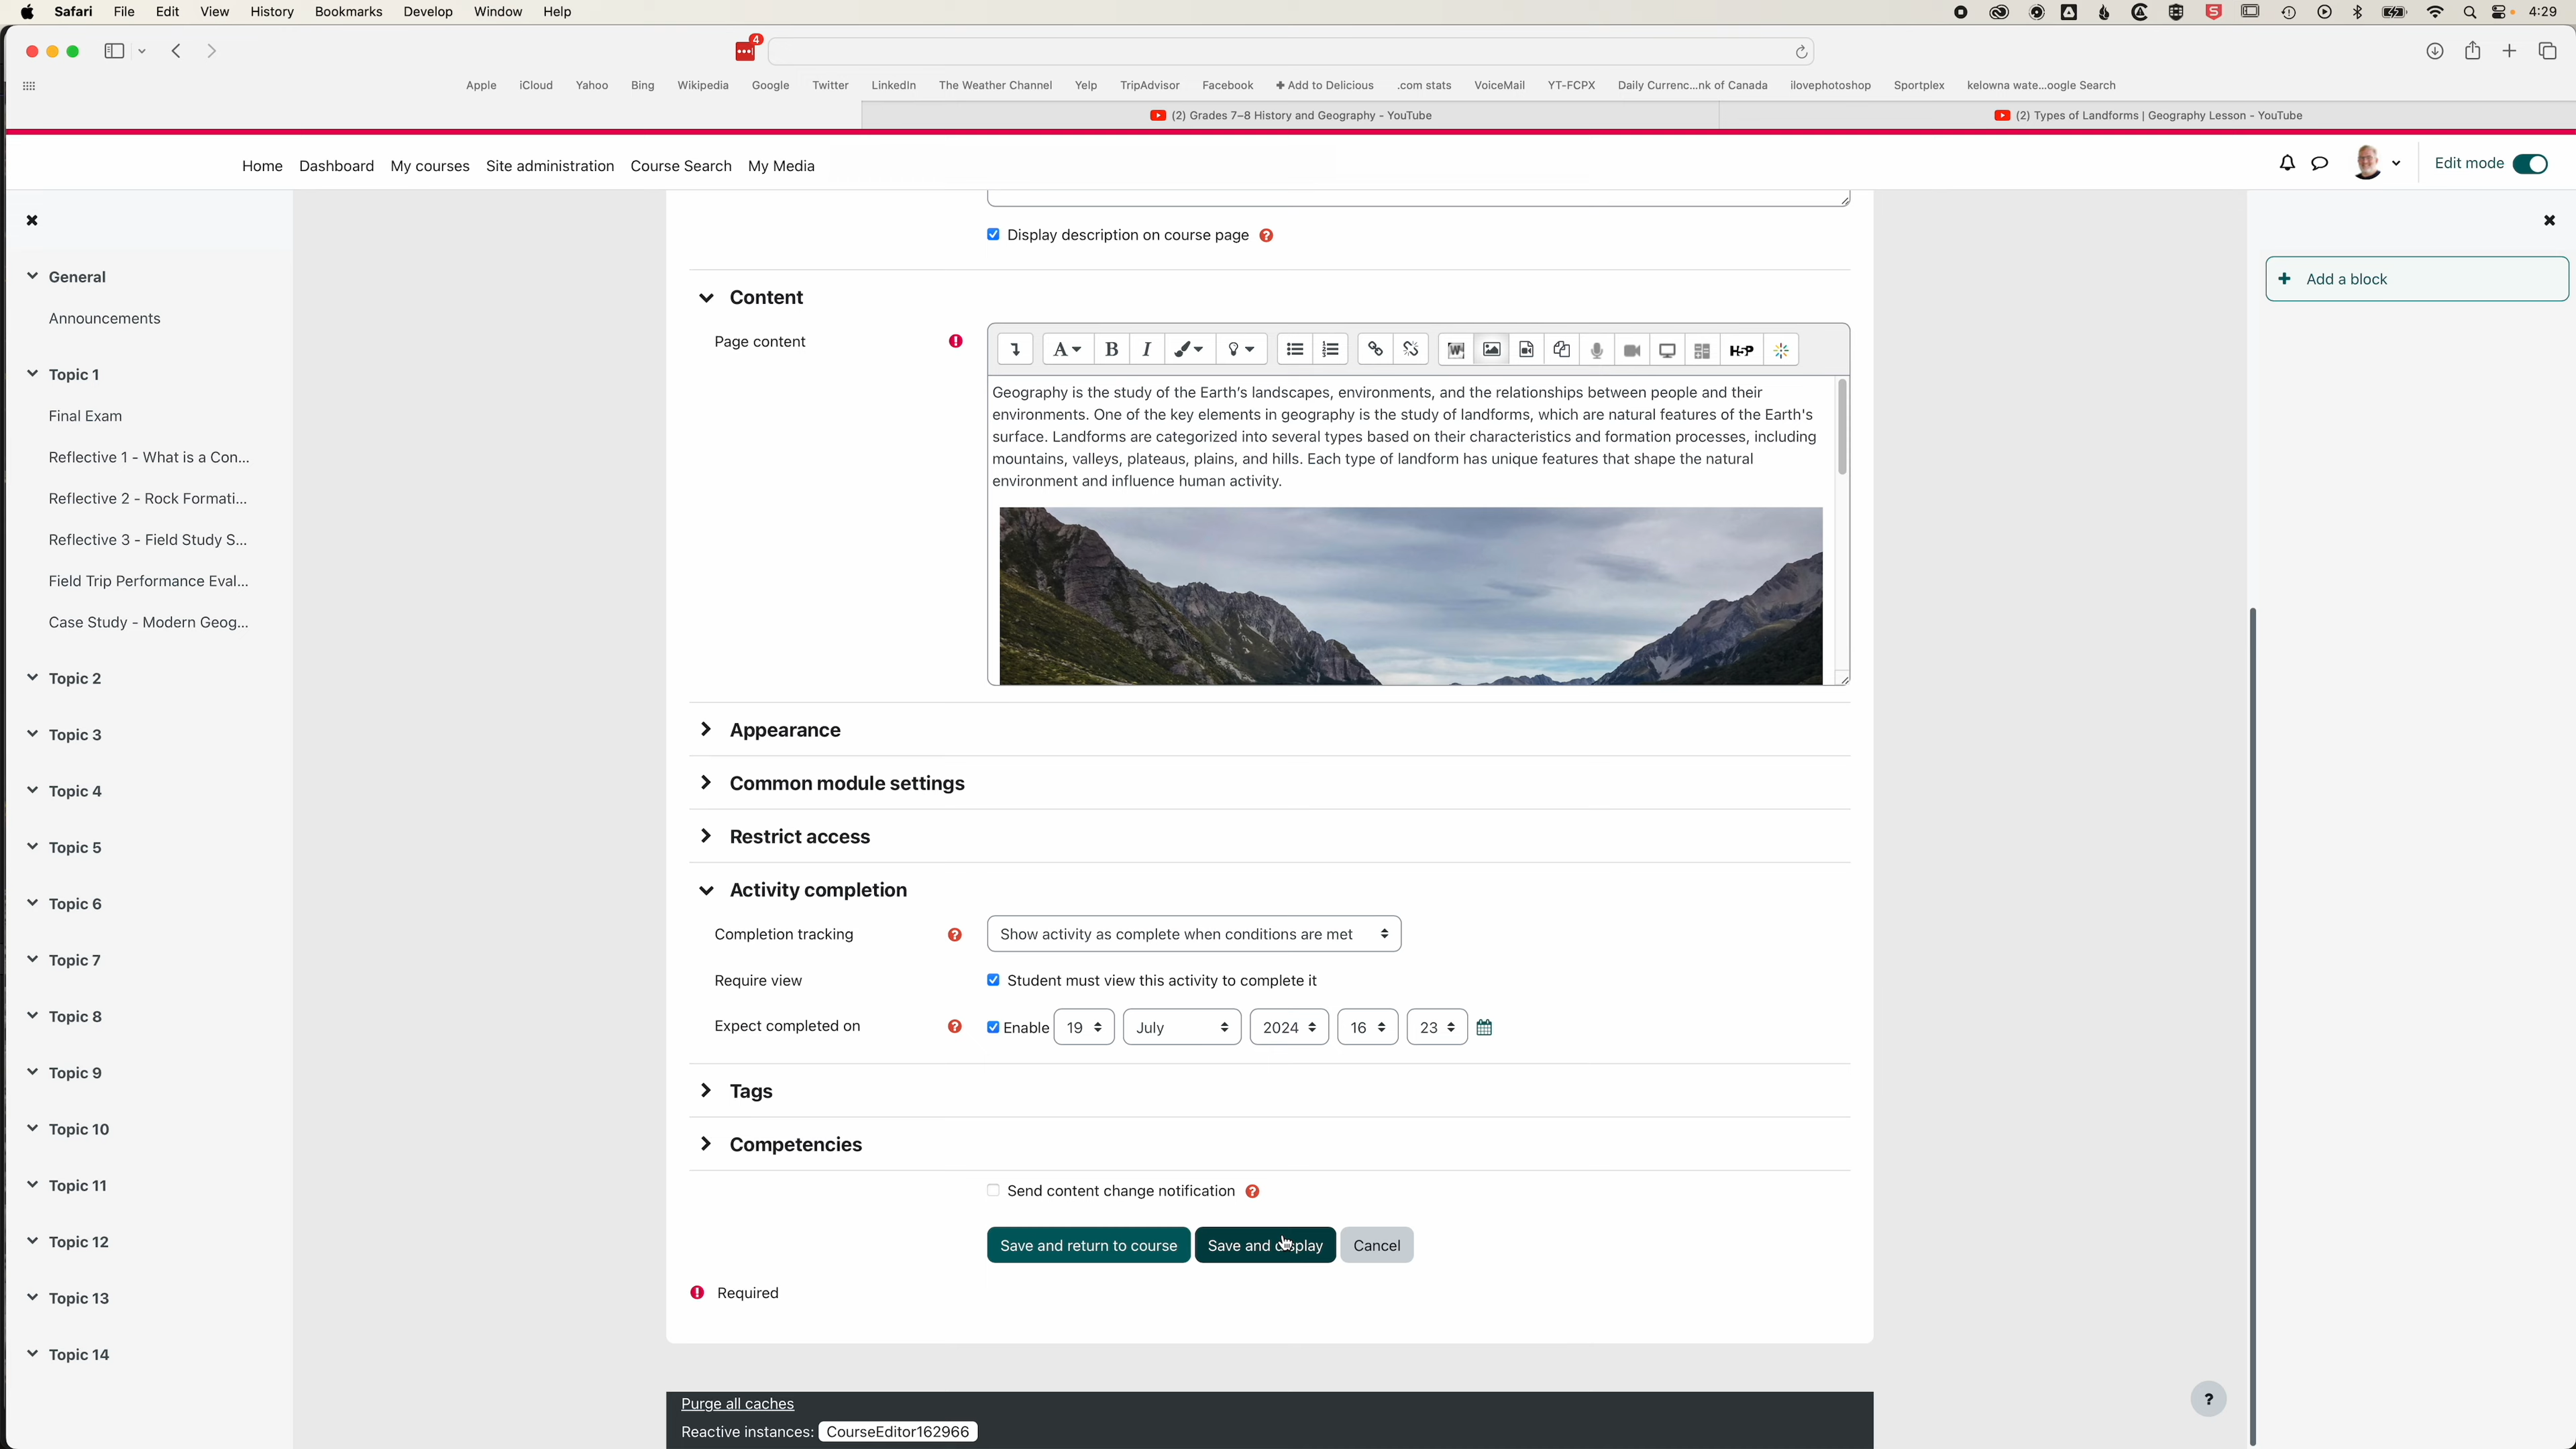 Safari File Edit View History Bookmarks Develop Window Help 4:29
4
Apple iCloud Yahoo Bing Wikipedia Google Twitter LinkedIn The Weather Channel Yelp TripAdvisor Facebook + Add to Delicious .com stats VoiceMail YT-FCPX Daily Currenc...nk of Canada ilovephotoshop Sportplex kelowna wate...oogle Search
(2) Grades 7–8 History and Geography - YouTube (2) Types of Landforms | Geography Lesson - YouTube
Home Dashboard My courses Site administration Course Search My Media Edit mode
General
Announcements
Topic 1
Final Exam
Reflective 1 - What is a Con...
Reflective 2 - Rock Formati...
Reflective 3 - Field Study S...
Field Trip Performance Eval...
Case Study - Modern Geog...
Topic 2
Topic 3
Topic 4
Topic 5
Topic 6
Topic 7
Topic 8
Topic 9
Topic 10
Topic 11
Topic 12
Topic 13
Topic 14
Display description on course page ?
Content
Page content !
A B I H-P
Geography is the study of the Earth's landscapes, environments, and the relationships between people and their
environments. One of the key elements in geography is the study of landforms, which are natural features of the Earth's
surface. Landforms are categorized into several types based on their characteristics and formation processes, including
mountains, valleys, plateaus, plains, and hills. Each type of landform has unique features that shape the natural
environment and influence human activity.
Appearance
Common module settings
Restrict access
Activity completion
Completion tracking ? Show activity as complete when conditions are met
Require view Student must view this activity to complete it
Expect completed on ? Enable 19 July 2024 16 23
Tags
Competencies
Send content change notification ?
Save and return to course Save and display Cancel
! Required
Purge all caches
Reactive instances: CourseEditor162966
+ Add a block
?